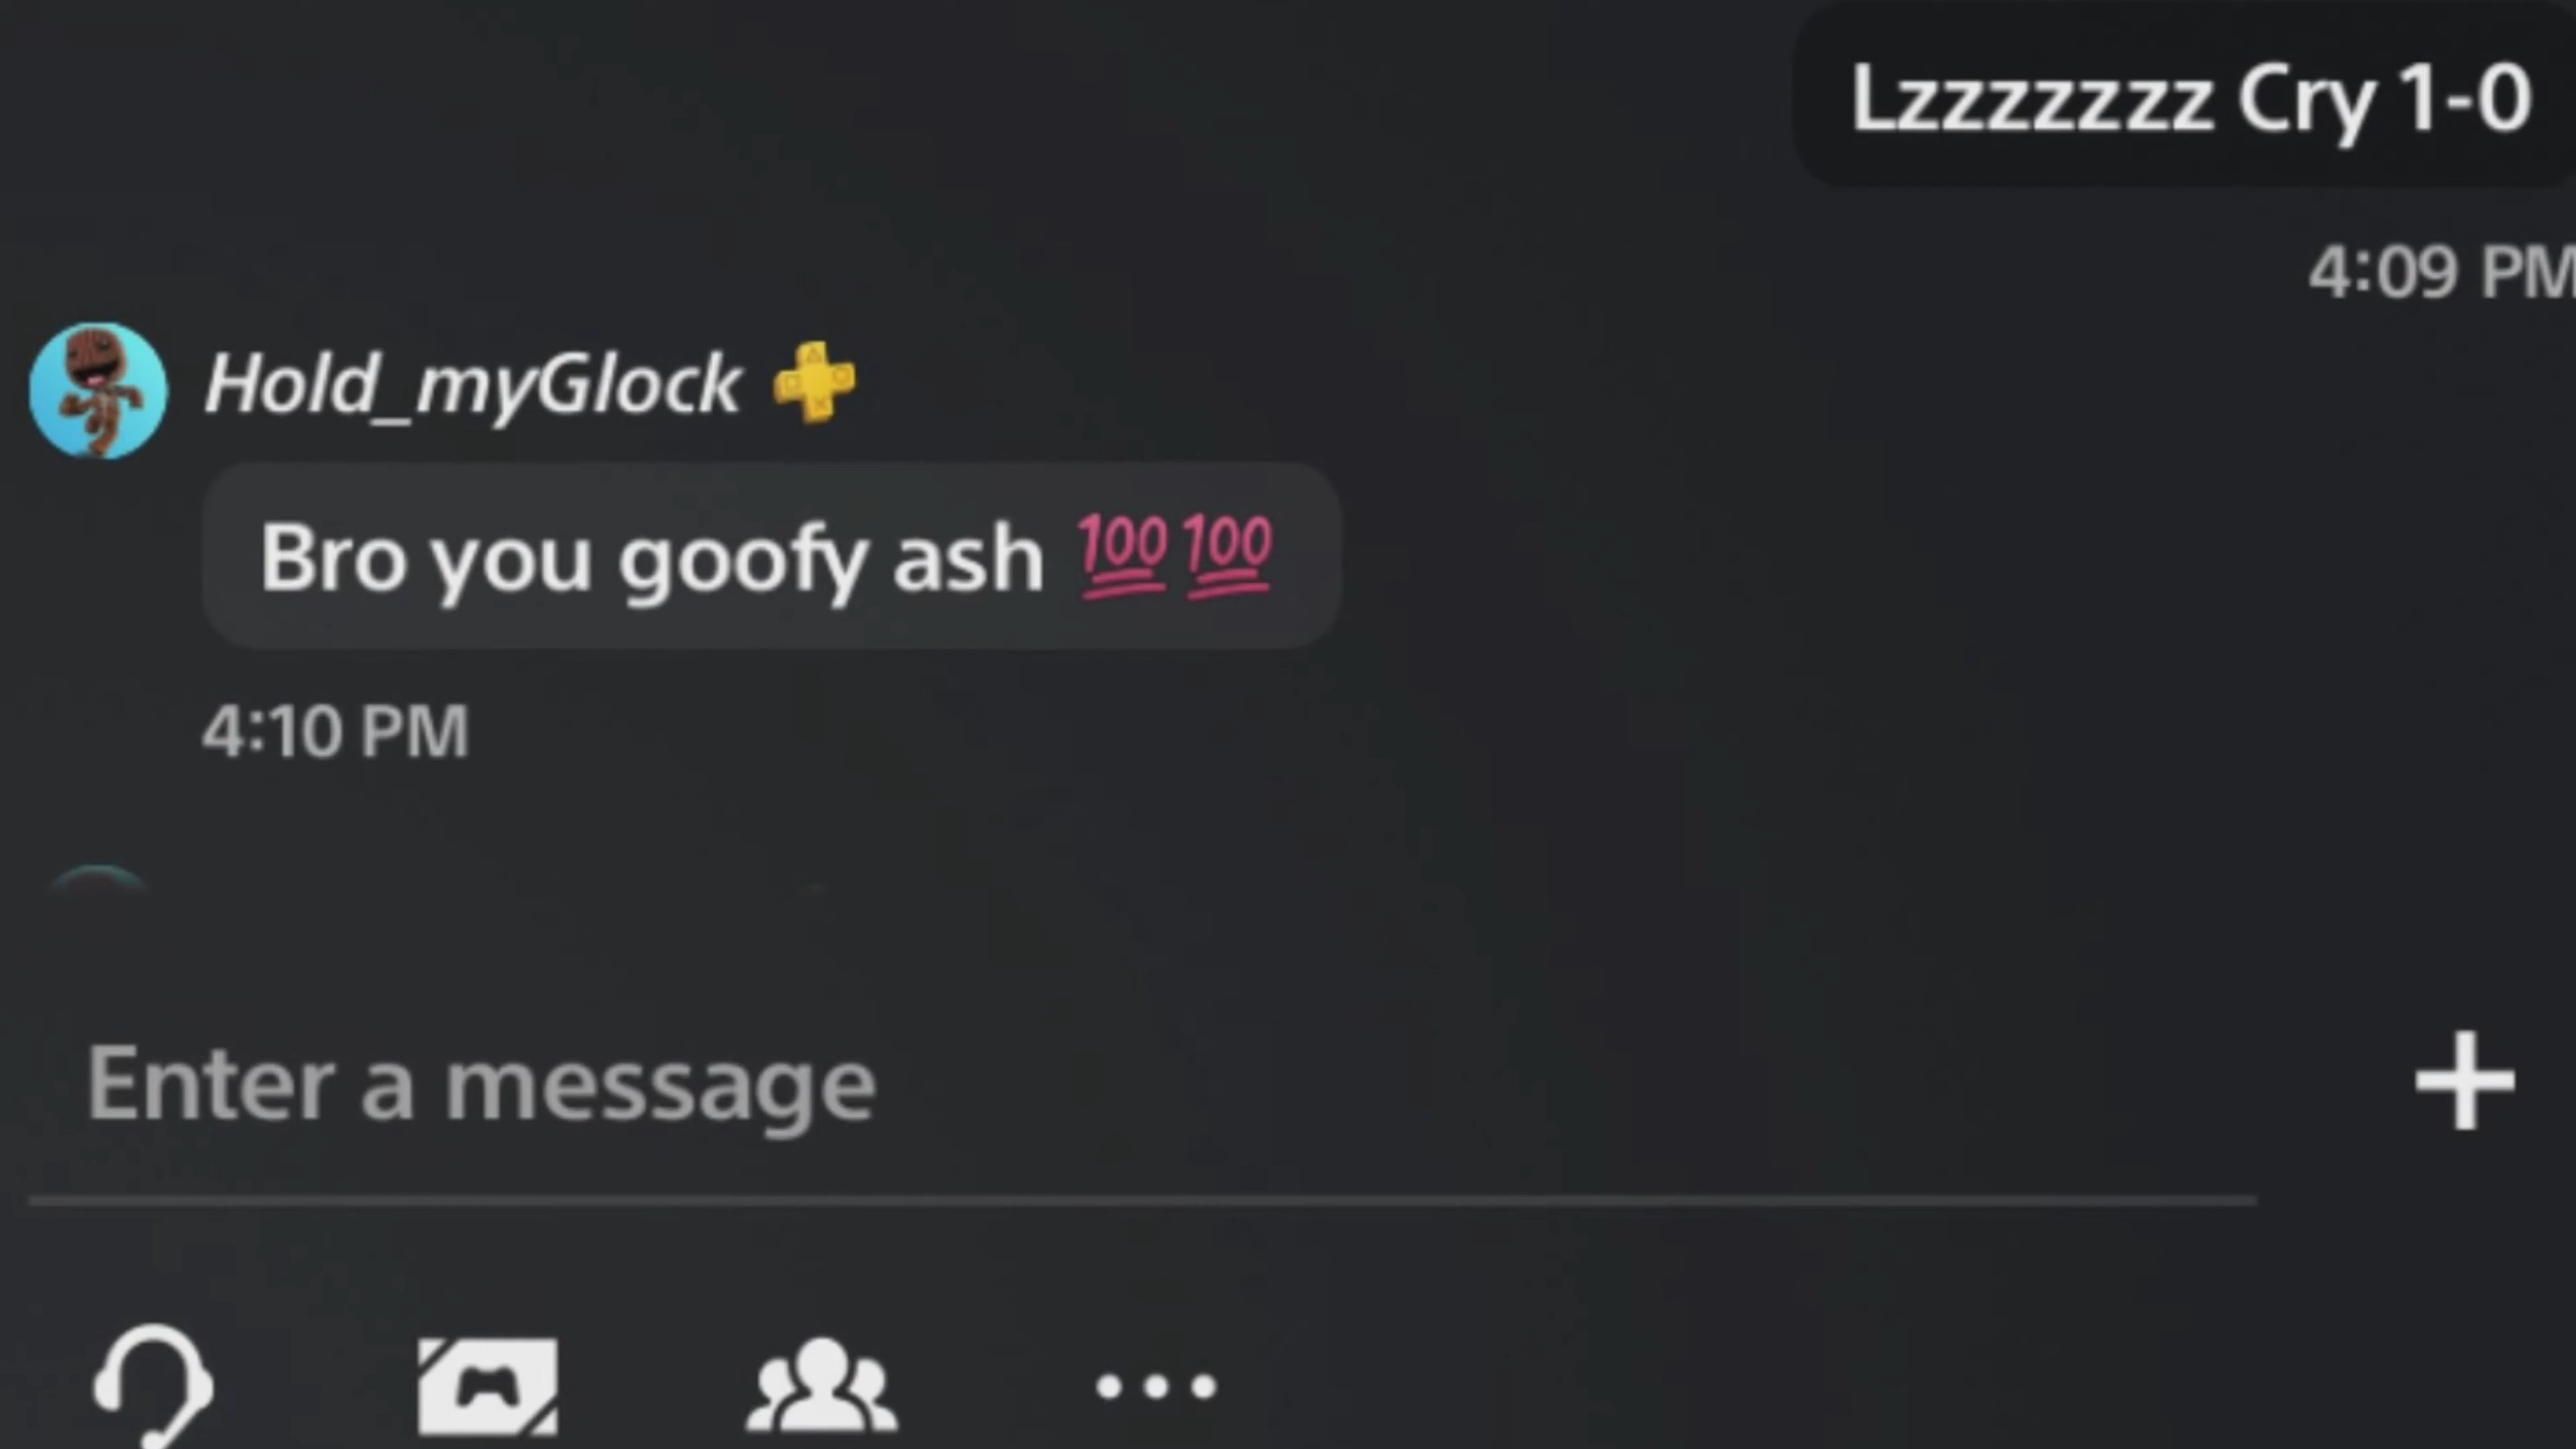 Lzzzzzzz Cry 1-0
4:09 PM
Hold_myGlock
Bro you goofy ash 💯💯
4:10 PM
Enter a message